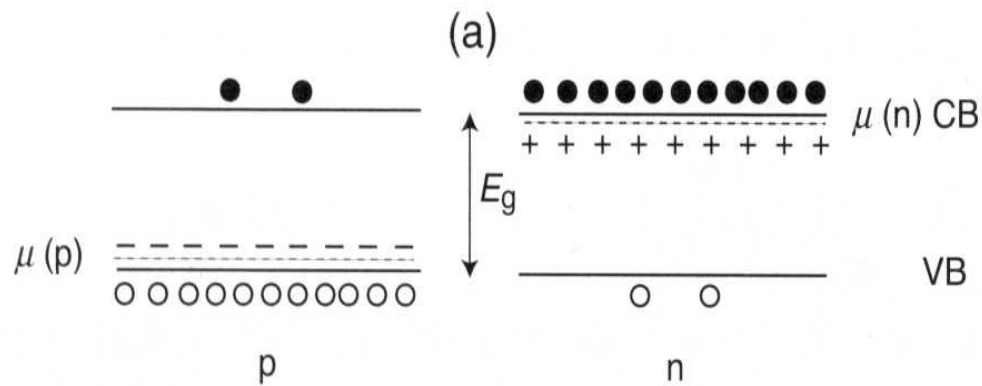 (a)
μ (n) CB
+ + + + + + + + +
E_g
μ (p)
VB
p
n